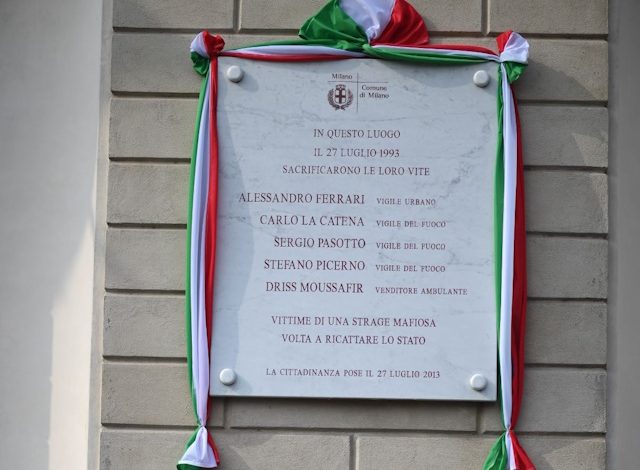 Milano
Comune
di Milano
IN QUESTO LUOGO
IL 27 LUGLIO 1993
SACRIFICARONO LE LORO VITE
ALESSANDRO FERRARI VIGILE URBANO
CARLO LA CATENA VIGILE DEL FUOCO
SERGIO PASOTTO VIGILE DEL FUOCO
STEFANO PICERNO VIGILE DEL FUOCO
DRISS MOUSSAFIR VENDITORE AMBULANTE
VITTIME DI UNA STRAGE MAFIOSA
VOLTA A RICATTARE LO STATO
LA CITTADINANZA POSE IL 27 LUGLIO 2013